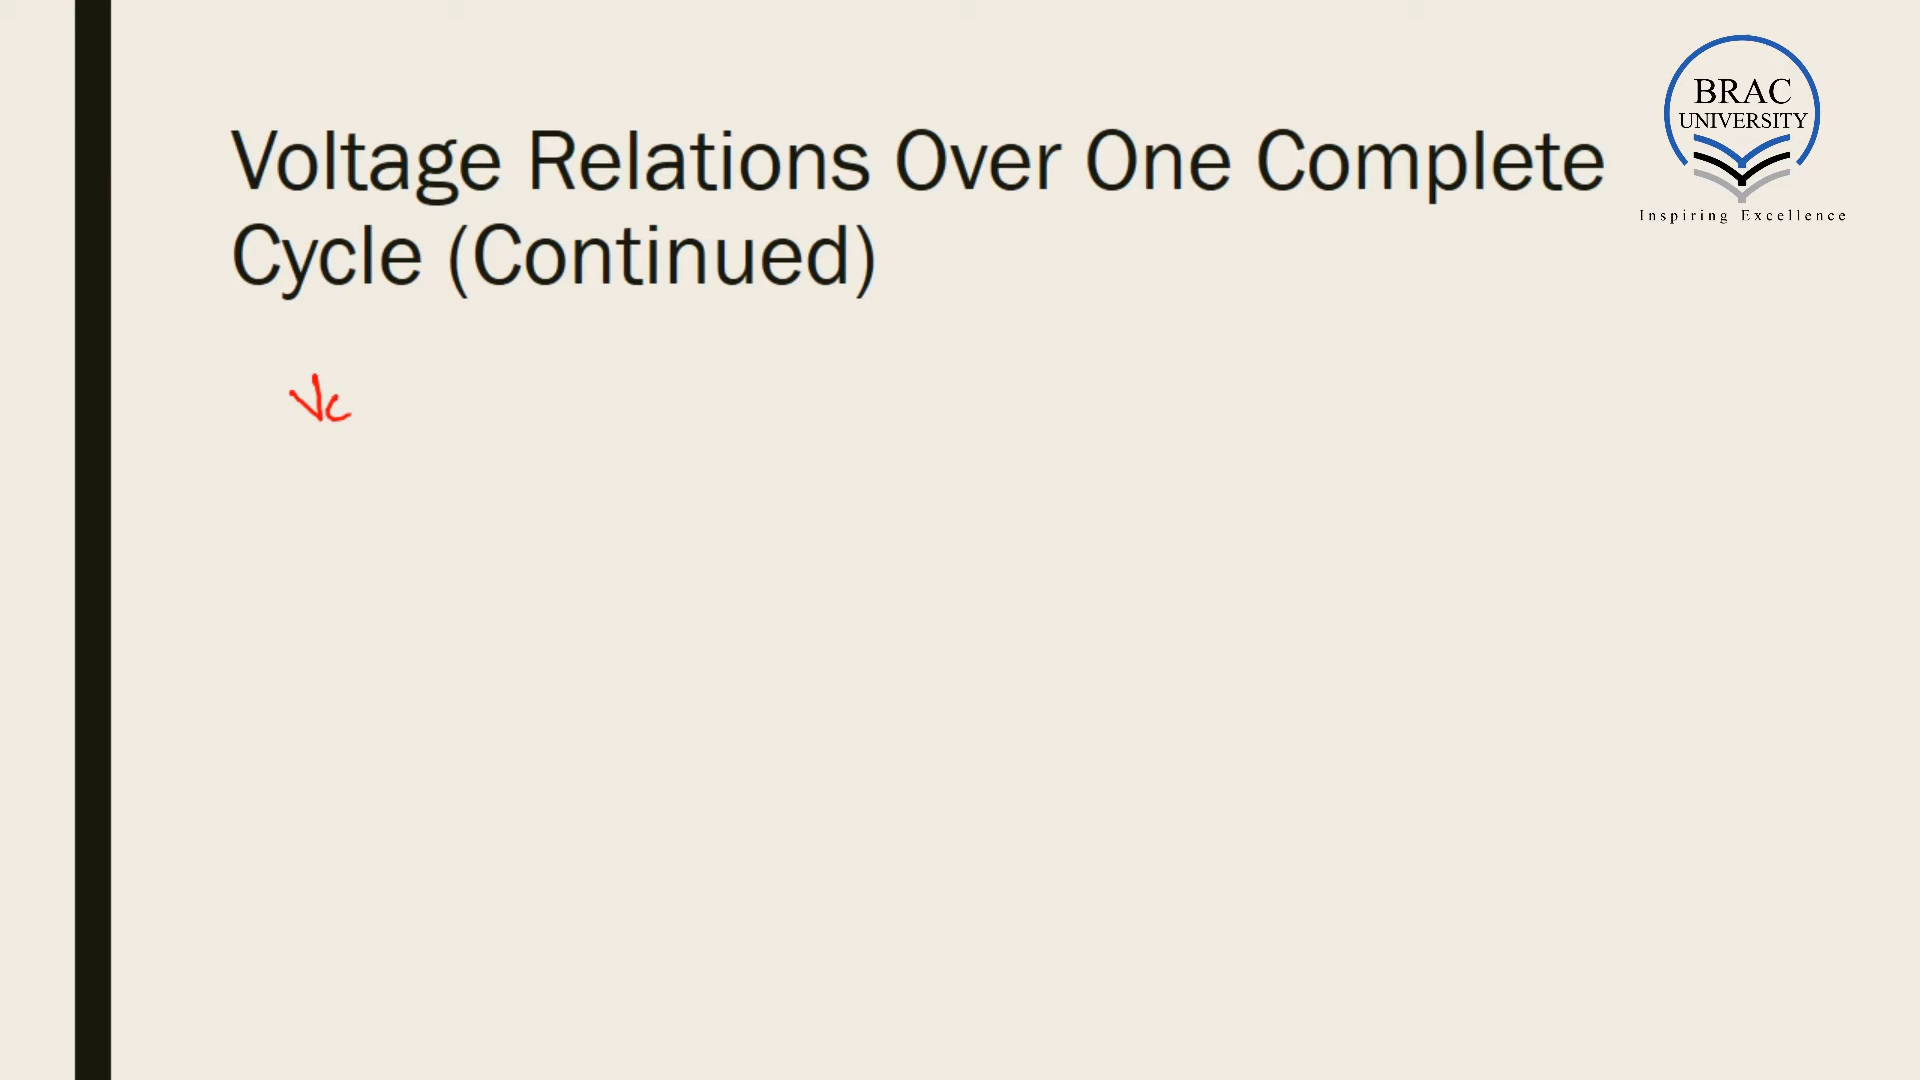 BRAC
UNIVERSITY
Inspiring Excellence
Voltage Relations Over One Complete
Cycle (Continued)
Vc